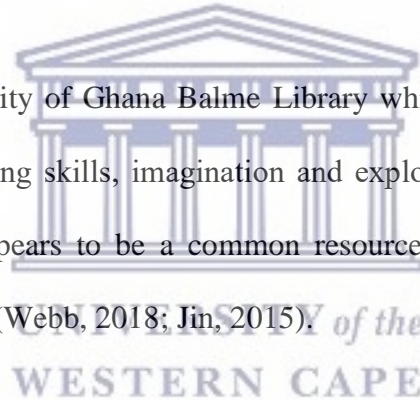 ity of Ghana Balme Library wh
ng skills, imagination and explo
pears to be a common resource
(Webb, 2018; Jin, 2015).
UNIVERSITY of the
WESTERN CAPE